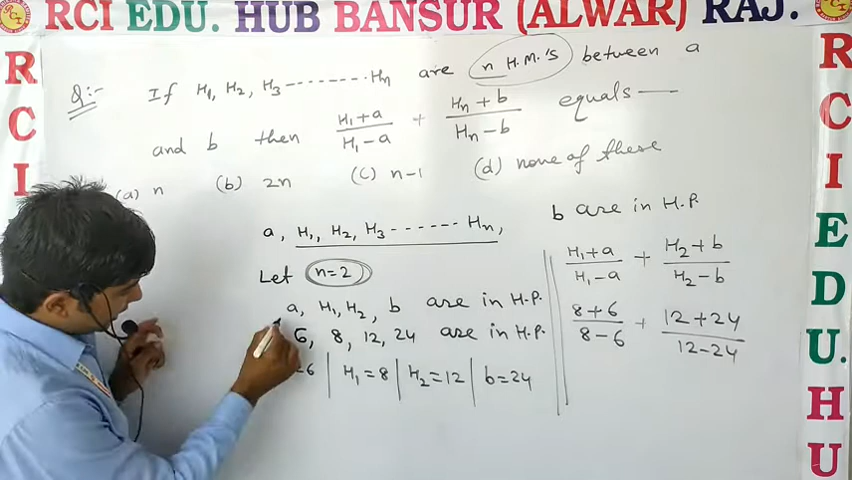 RCI EDU. HUB BANSUR (ALWAR) RAJ.
R
C
I
R
C
I
E
D
U.
H
U
Q:- If H₁, H₂, H₃ -------- Hₙ are n H.M.'s between a
and b then (H₁+a)/(H₁-a) + (Hₙ+b)/(Hₙ-b) equals ——
(a) n (b) 2n (c) n-1 (d) none of these
a, H₁, H₂, H₃ ------ Hₙ, b are in H.P.
Let n=2
a, H₁, H₂, b are in H.P.
6, 8, 12, 24 are in H.P.
=6 | H₁=8 | H₂=12 | b=24
(H₁+a)/(H₁-a) + (H₂+b)/(H₂-b)
(8+6)/(8-6) + (12+24)/(12-24)